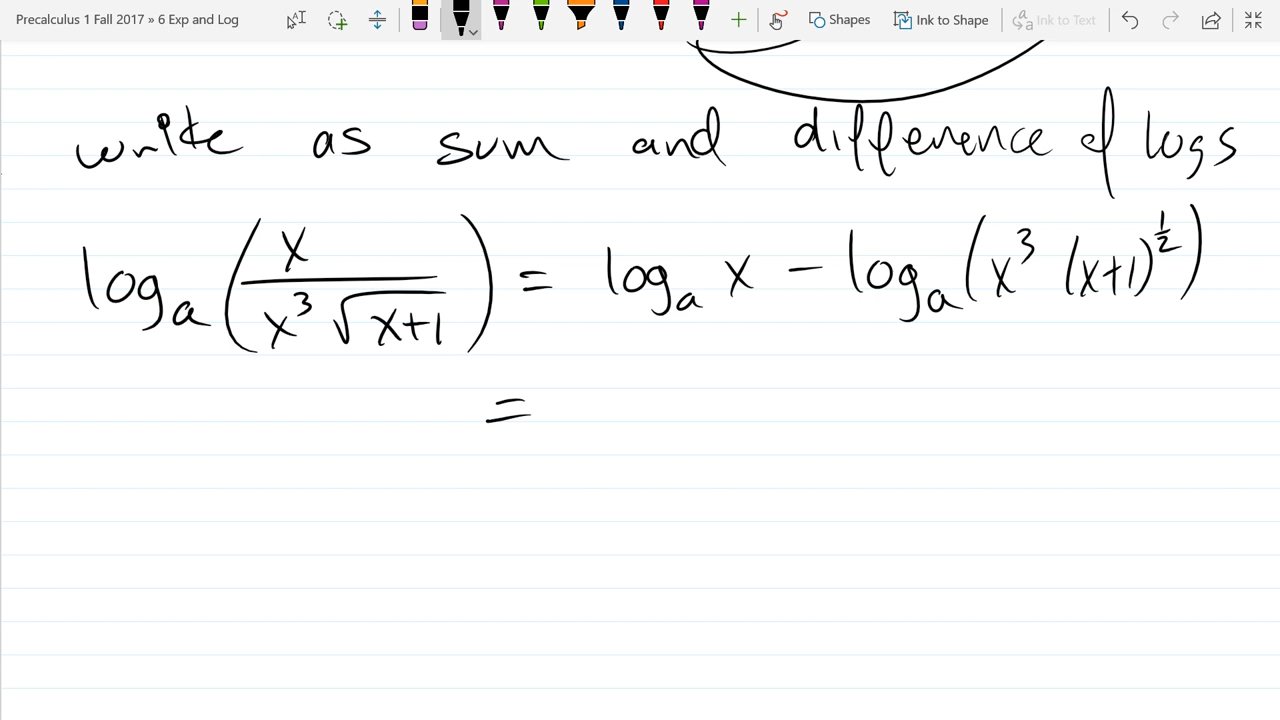 Precalculus 1 Fall 2017 » 6 Exp and Log Shapes Ink to Shape Ink to Text
write as sum and difference of logs
log_a(x / (x^3 √(x+1))) = log_a x - log_a(x^3 (x+1)^(1/2))
=